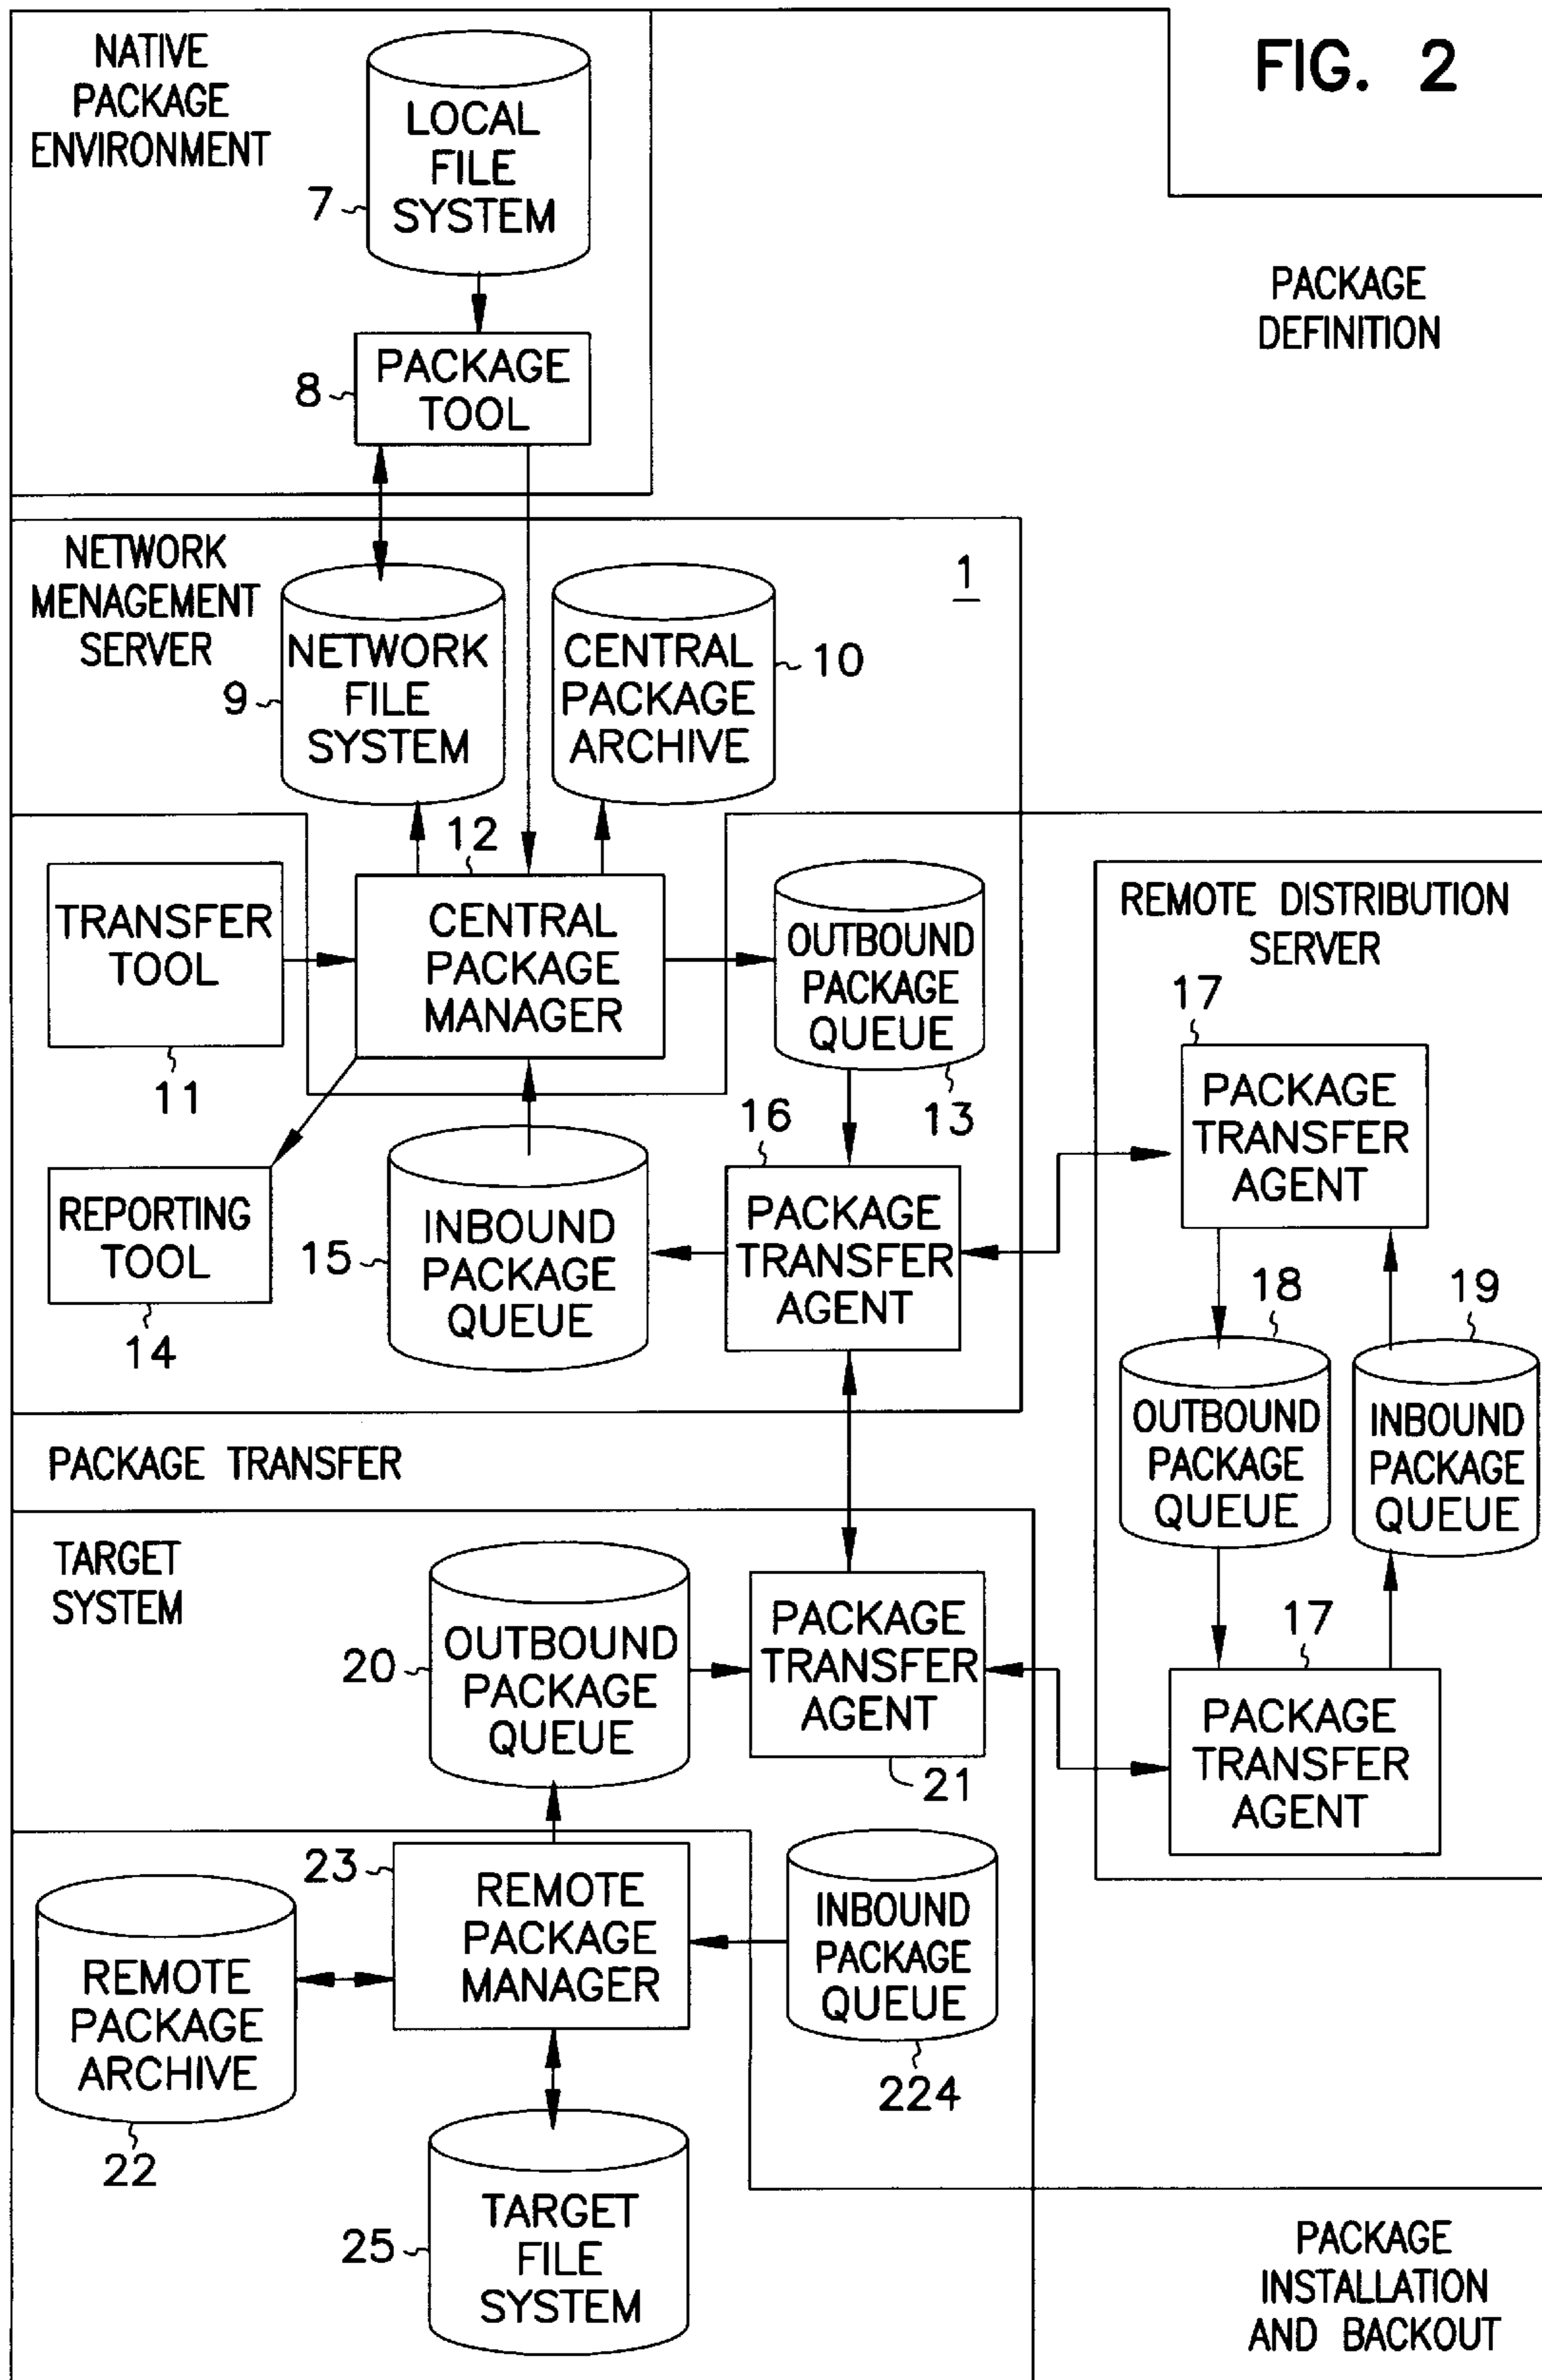 FIG. 2
NATIVE
PACKAGE
ENVIRONMENT
LOCAL
FILE
SYSTEM
7
PACKAGE
DEFINITION
PACKAGE
TOOL
8
NETWORK
MENAGEMENT
SERVER
1
NETWORK
FILE
SYSTEM
9
CENTRAL
PACKAGE
ARCHIVE
10
12
TRANSFER
TOOL
11
CENTRAL
PACKAGE
MANAGER
OUTBOUND
PACKAGE
QUEUE
13
REMOTE DISTRIBUTION
SERVER
17
PACKAGE
TRANSFER
AGENT
REPORTING
TOOL
14
INBOUND
PACKAGE
QUEUE
15
16
PACKAGE
TRANSFER
AGENT
18
19
OUTBOUND
PACKAGE
QUEUE
INBOUND
PACKAGE
QUEUE
PACKAGE TRANSFER
TARGET
SYSTEM
OUTBOUND
PACKAGE
QUEUE
20
PACKAGE
TRANSFER
AGENT
21
17
PACKAGE
TRANSFER
AGENT
23
REMOTE
PACKAGE
MANAGER
INBOUND
PACKAGE
QUEUE
224
REMOTE
PACKAGE
ARCHIVE
22
TARGET
FILE
SYSTEM
25
PACKAGE
INSTALLATION
AND BACKOUT